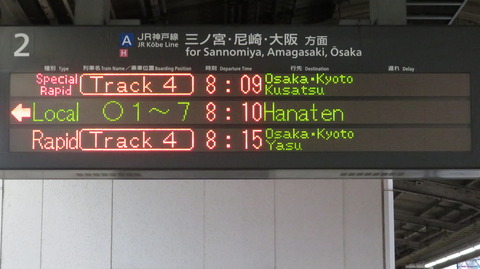 2 A JR神戸線 三ノ宮・尼崎・大阪 方面
H JR Kōbe Line for Sannomiya, Amagasaki, Ōsaka
種別 Type 列車名 Train Name／乗車位置 Boarding Position 時刻 Departure Time 行先 Destination 遅れ Delay
Special Rapid Track 4 8:09 Osaka・Kyoto Kusatsu
←Local ○1〜7 8:10 Hanaten
Rapid Track 4 8:15 Osaka・Kyoto Yasu